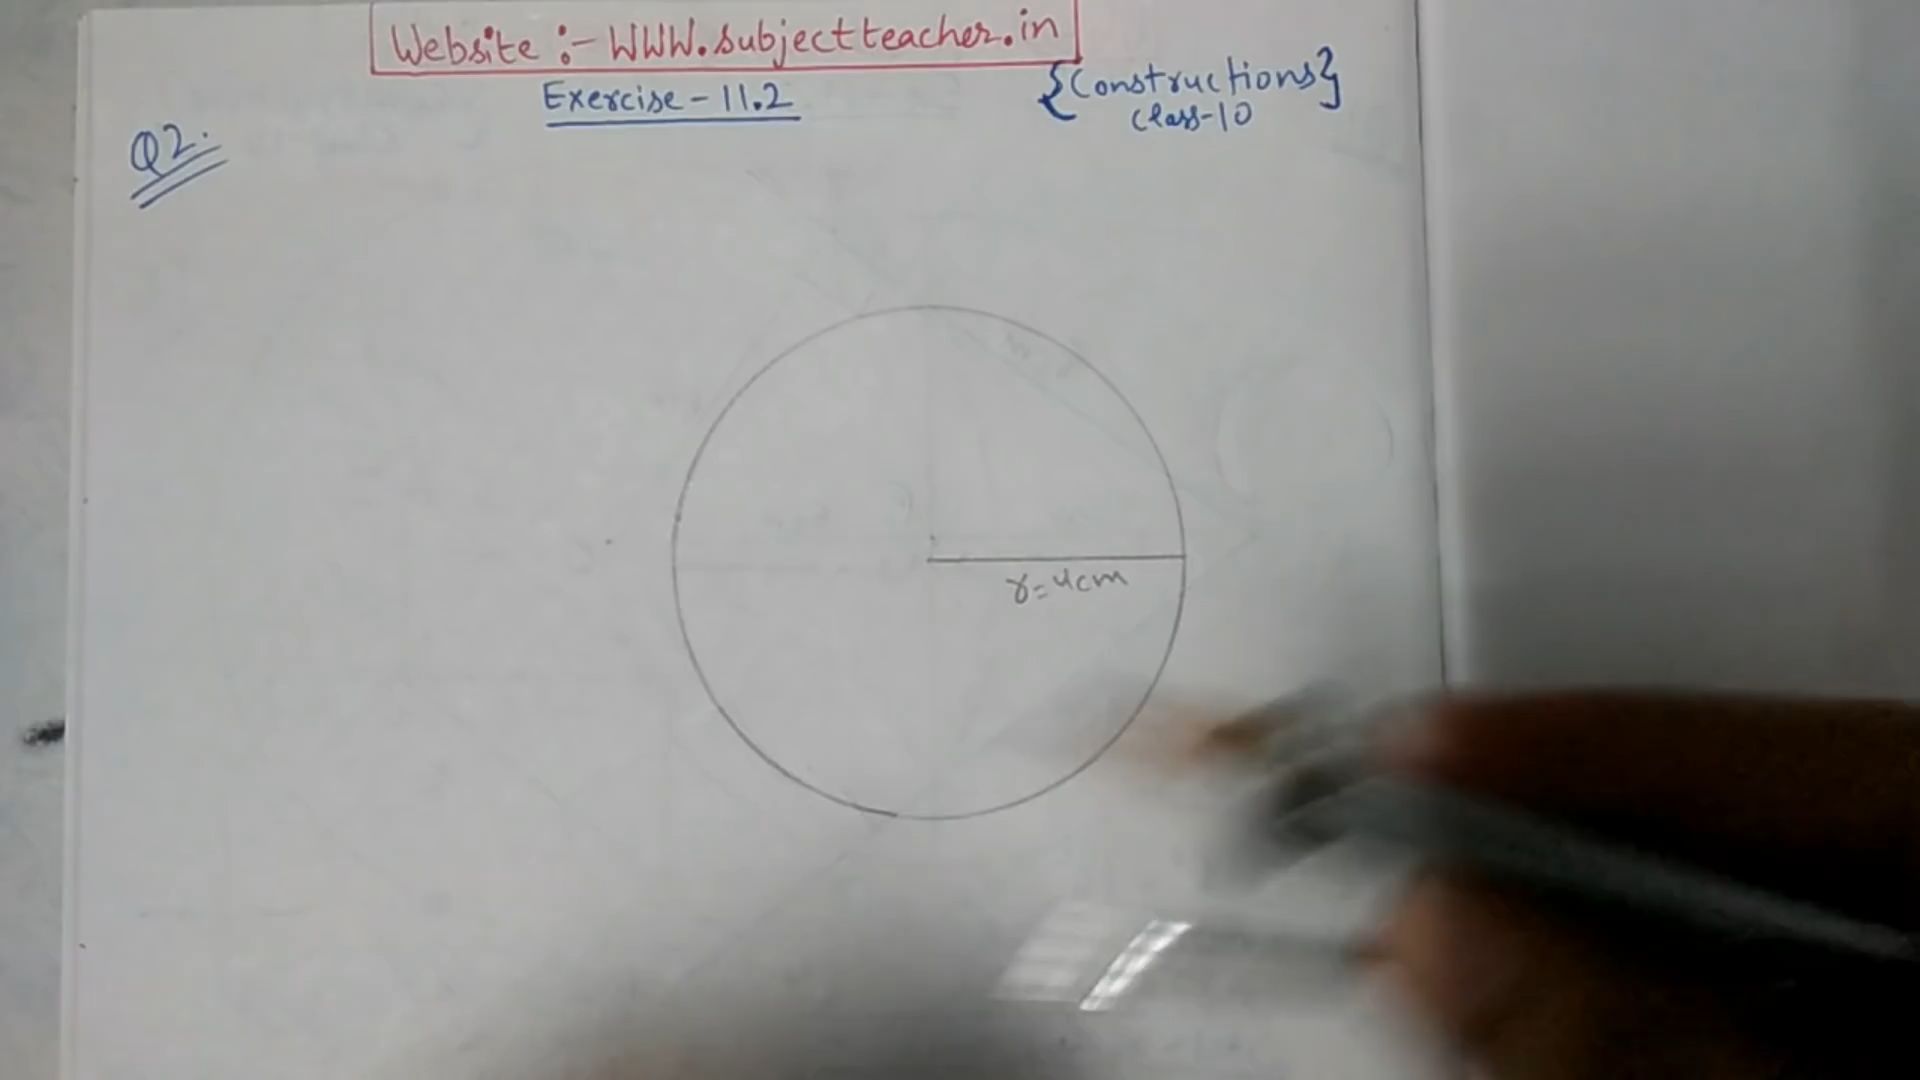 Website :- WWW.subjectteacher.in
Exercise - 11.2
{Constructions}
Class-10
Q2.
r=4cm